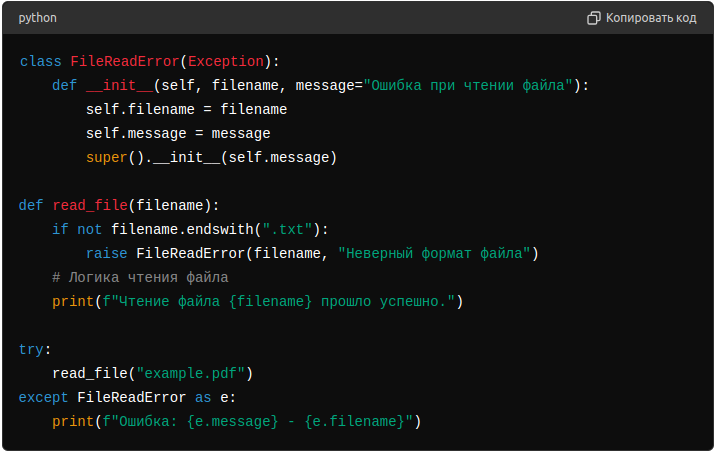 python
Копировать код
class FileReadError(Exception):
    def __init__(self, filename, message="Ошибка при чтении файла"):
        self.filename = filename
        self.message = message
        super().__init__(self.message)

def read_file(filename):
    if not filename.endswith(".txt"):
        raise FileReadError(filename, "Неверный формат файла")
    # Логика чтения файла
    print(f"Чтение файла {filename} прошло успешно.")

try:
    read_file("example.pdf")
except FileReadError as e:
    print(f"Ошибка: {e.message} - {e.filename}")